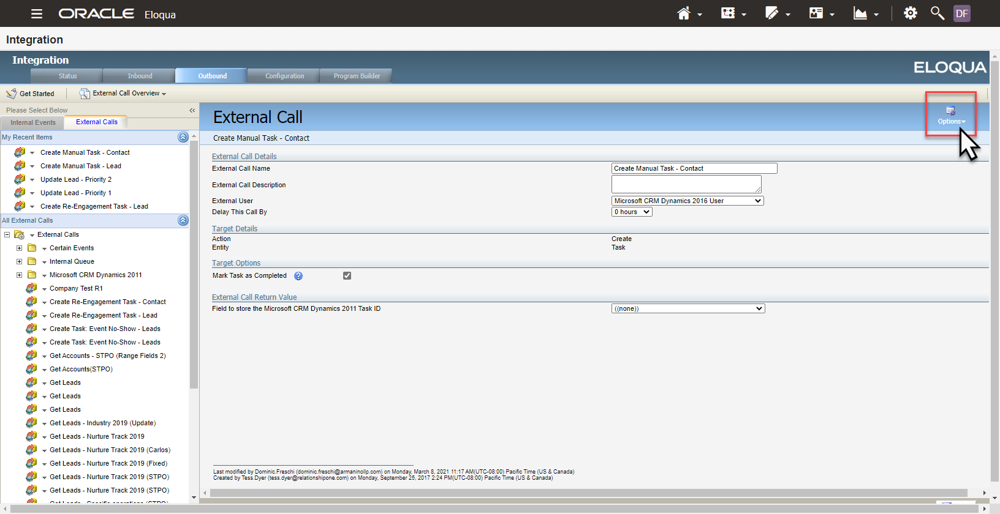 ORACLE Eloqua
DF
Integration
Integration
ELOQUA
Status
Inbound
Outbound
Configuration
Program Builder
Get Started
External Call Overview
Please Select Below
Internal Events
External Calls
My Recent Items
Create Manual Task - Contact
Create Manual Task - Lead
Update Lead - Priority 2
Update Lead - Priority 1
Create Re-Engagement Task - Lead
All External Calls
External Calls
Certain Events
Internal Queue
Microsoft CRM Dynamics 2011
Company Test R1
Create Re-Engagement Task - Contact
Create Re-Engagement Task - Lead
Create Task: Event No-Show - Leads
Create Task: Event No-Show - Leads
Get Accounts - STPO (Range Fields 2)
Get Accounts(STPO)
Get Leads
Get Leads
Get Leads
Get Leads - Industry 2019 (Update)
Get Leads - Nurture Track 2019
Get Leads - Nurture Track 2019 (Carlos)
Get Leads - Nurture Track 2019 (Fixed)
Get Leads - Nurture Track 2019 (STPO)
Get Leads - Nurture Track 2019 (STPO)
Get Leads - Specific operations (STPO)
External Call
Options
Create Manual Task - Contact
External Call Details
External Call Name Create Manual Task - Contact
External Call Description
External User Microsoft CRM Dynamics 2016 User
Delay This Call By 0 hours
Target Details
Action Create
Entity Task
Target Options
Mark Task as Completed
External Call Return Value
Field to store the Microsoft CRM Dynamics 2011 Task ID ((none))
Last modified by Dominic.Freschi (dominic.freschi@armaninollp.com) on Monday, March 8, 2021 11:17 AM(UTC-08:00) Pacific Time (US & Canada)
Created by Tess.Dyer (tess.dyer@relationshipone.com) on Monday, September 25, 2017 2:24 PM(UTC-08:00) Pacific Time (US & Canada)